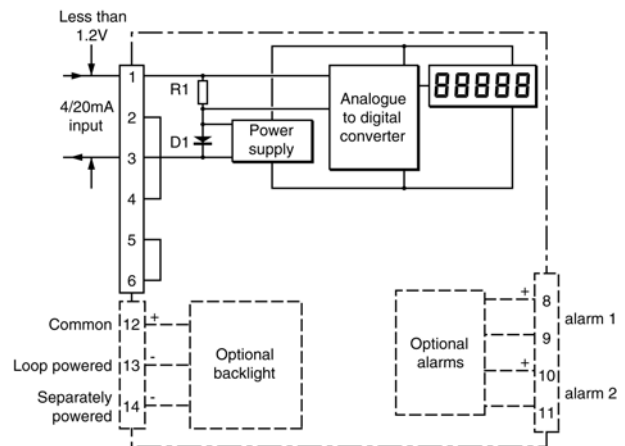 Less than
1.2V
4/20mA
input
1
2
3
4
5
6
R1
D1
Power
supply
Analogue
to digital
converter
88888
Common
Loop powered
Separately
powered
12
13
14
+
-
-
Optional
backlight
Optional
alarms
+
+
8
9
10
11
alarm 1
alarm 2